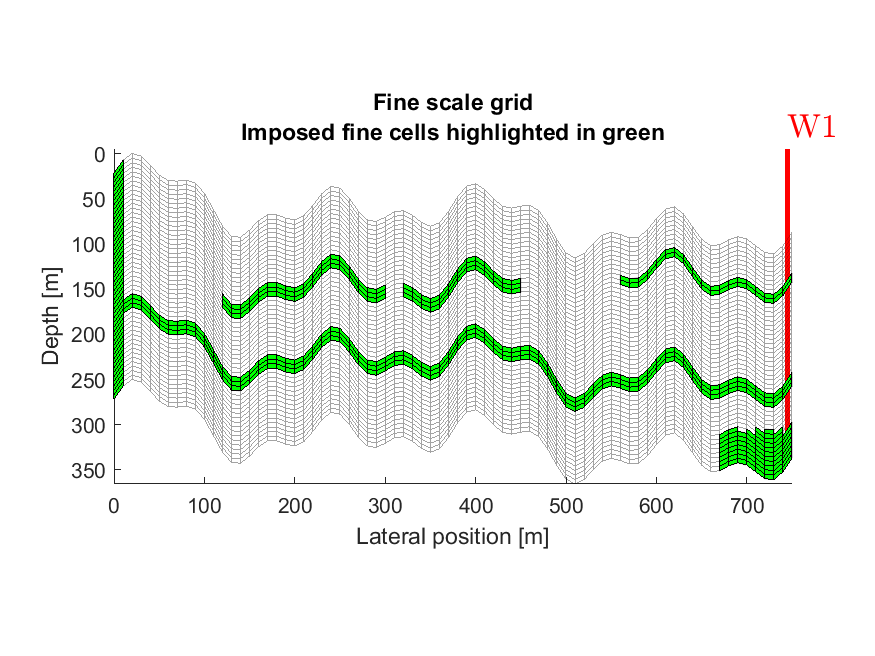 Fine scale grid
Imposed fine cells highlighted in green
W1
0
50
100
150
200
250
300
350
Depth [m]
0 100 200 300 400 500 600 700
Lateral position [m]